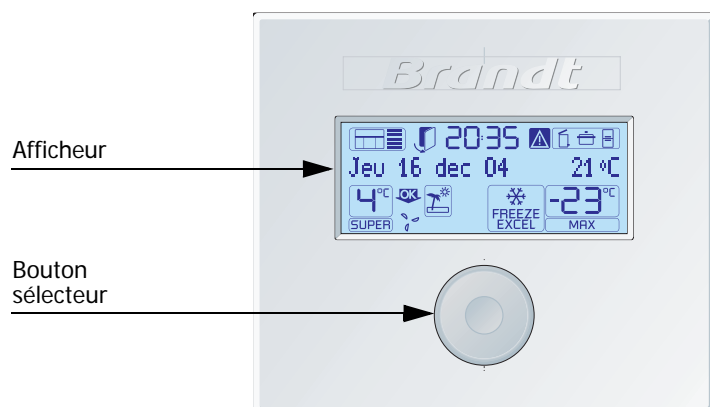 Brandt
Afficheur
20:35
Jeu 16 dec 04 21°C
4°C OK FREEZE EXCEL -23°C
SUPER MAX
Bouton
sélecteur